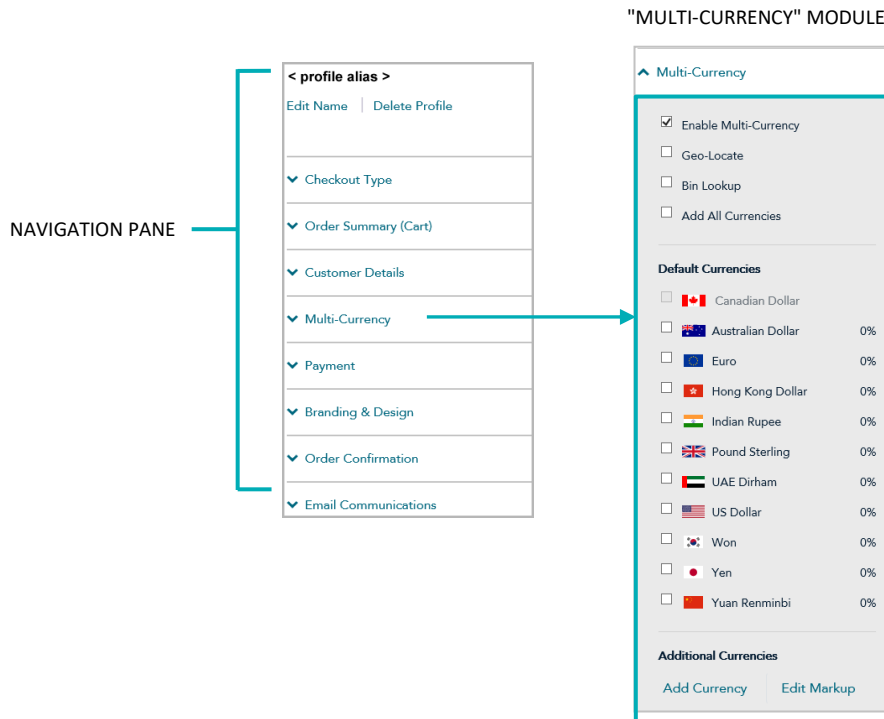 "MULTI-CURRENCY" MODULE
NAVIGATION PANE
< profile alias >
Edit Name | Delete Profile
Checkout Type
Order Summary (Cart)
Customer Details
Multi-Currency
Payment
Branding & Design
Order Confirmation
Email Communications
Multi-Currency
Enable Multi-Currency
Geo-Locate
Bin Lookup
Add All Currencies
Default Currencies
Canadian Dollar
Australian Dollar 0%
Euro 0%
Hong Kong Dollar 0%
Indian Rupee 0%
Pound Sterling 0%
UAE Dirham 0%
US Dollar 0%
Won 0%
Yen 0%
Yuan Renminbi 0%
Additional Currencies
Add Currency | Edit Markup